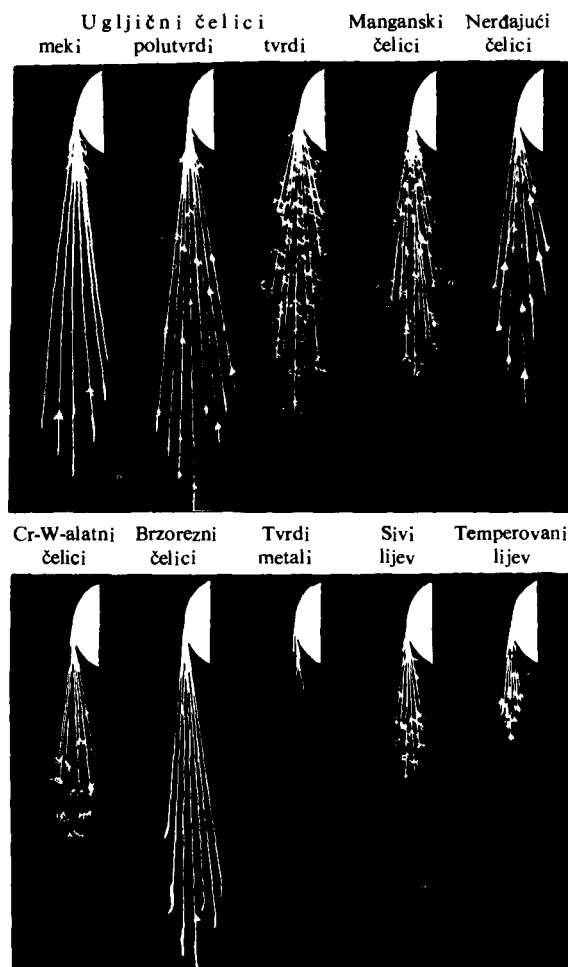 Ugljični čelici
meki polutvrdi tvrdi
Manganski čelici
Nerđajući čelici
Cr-W-alatni čelici
Brzorezni čelici
Tvrdi metali
Sivi lijev
Temperovani lijev